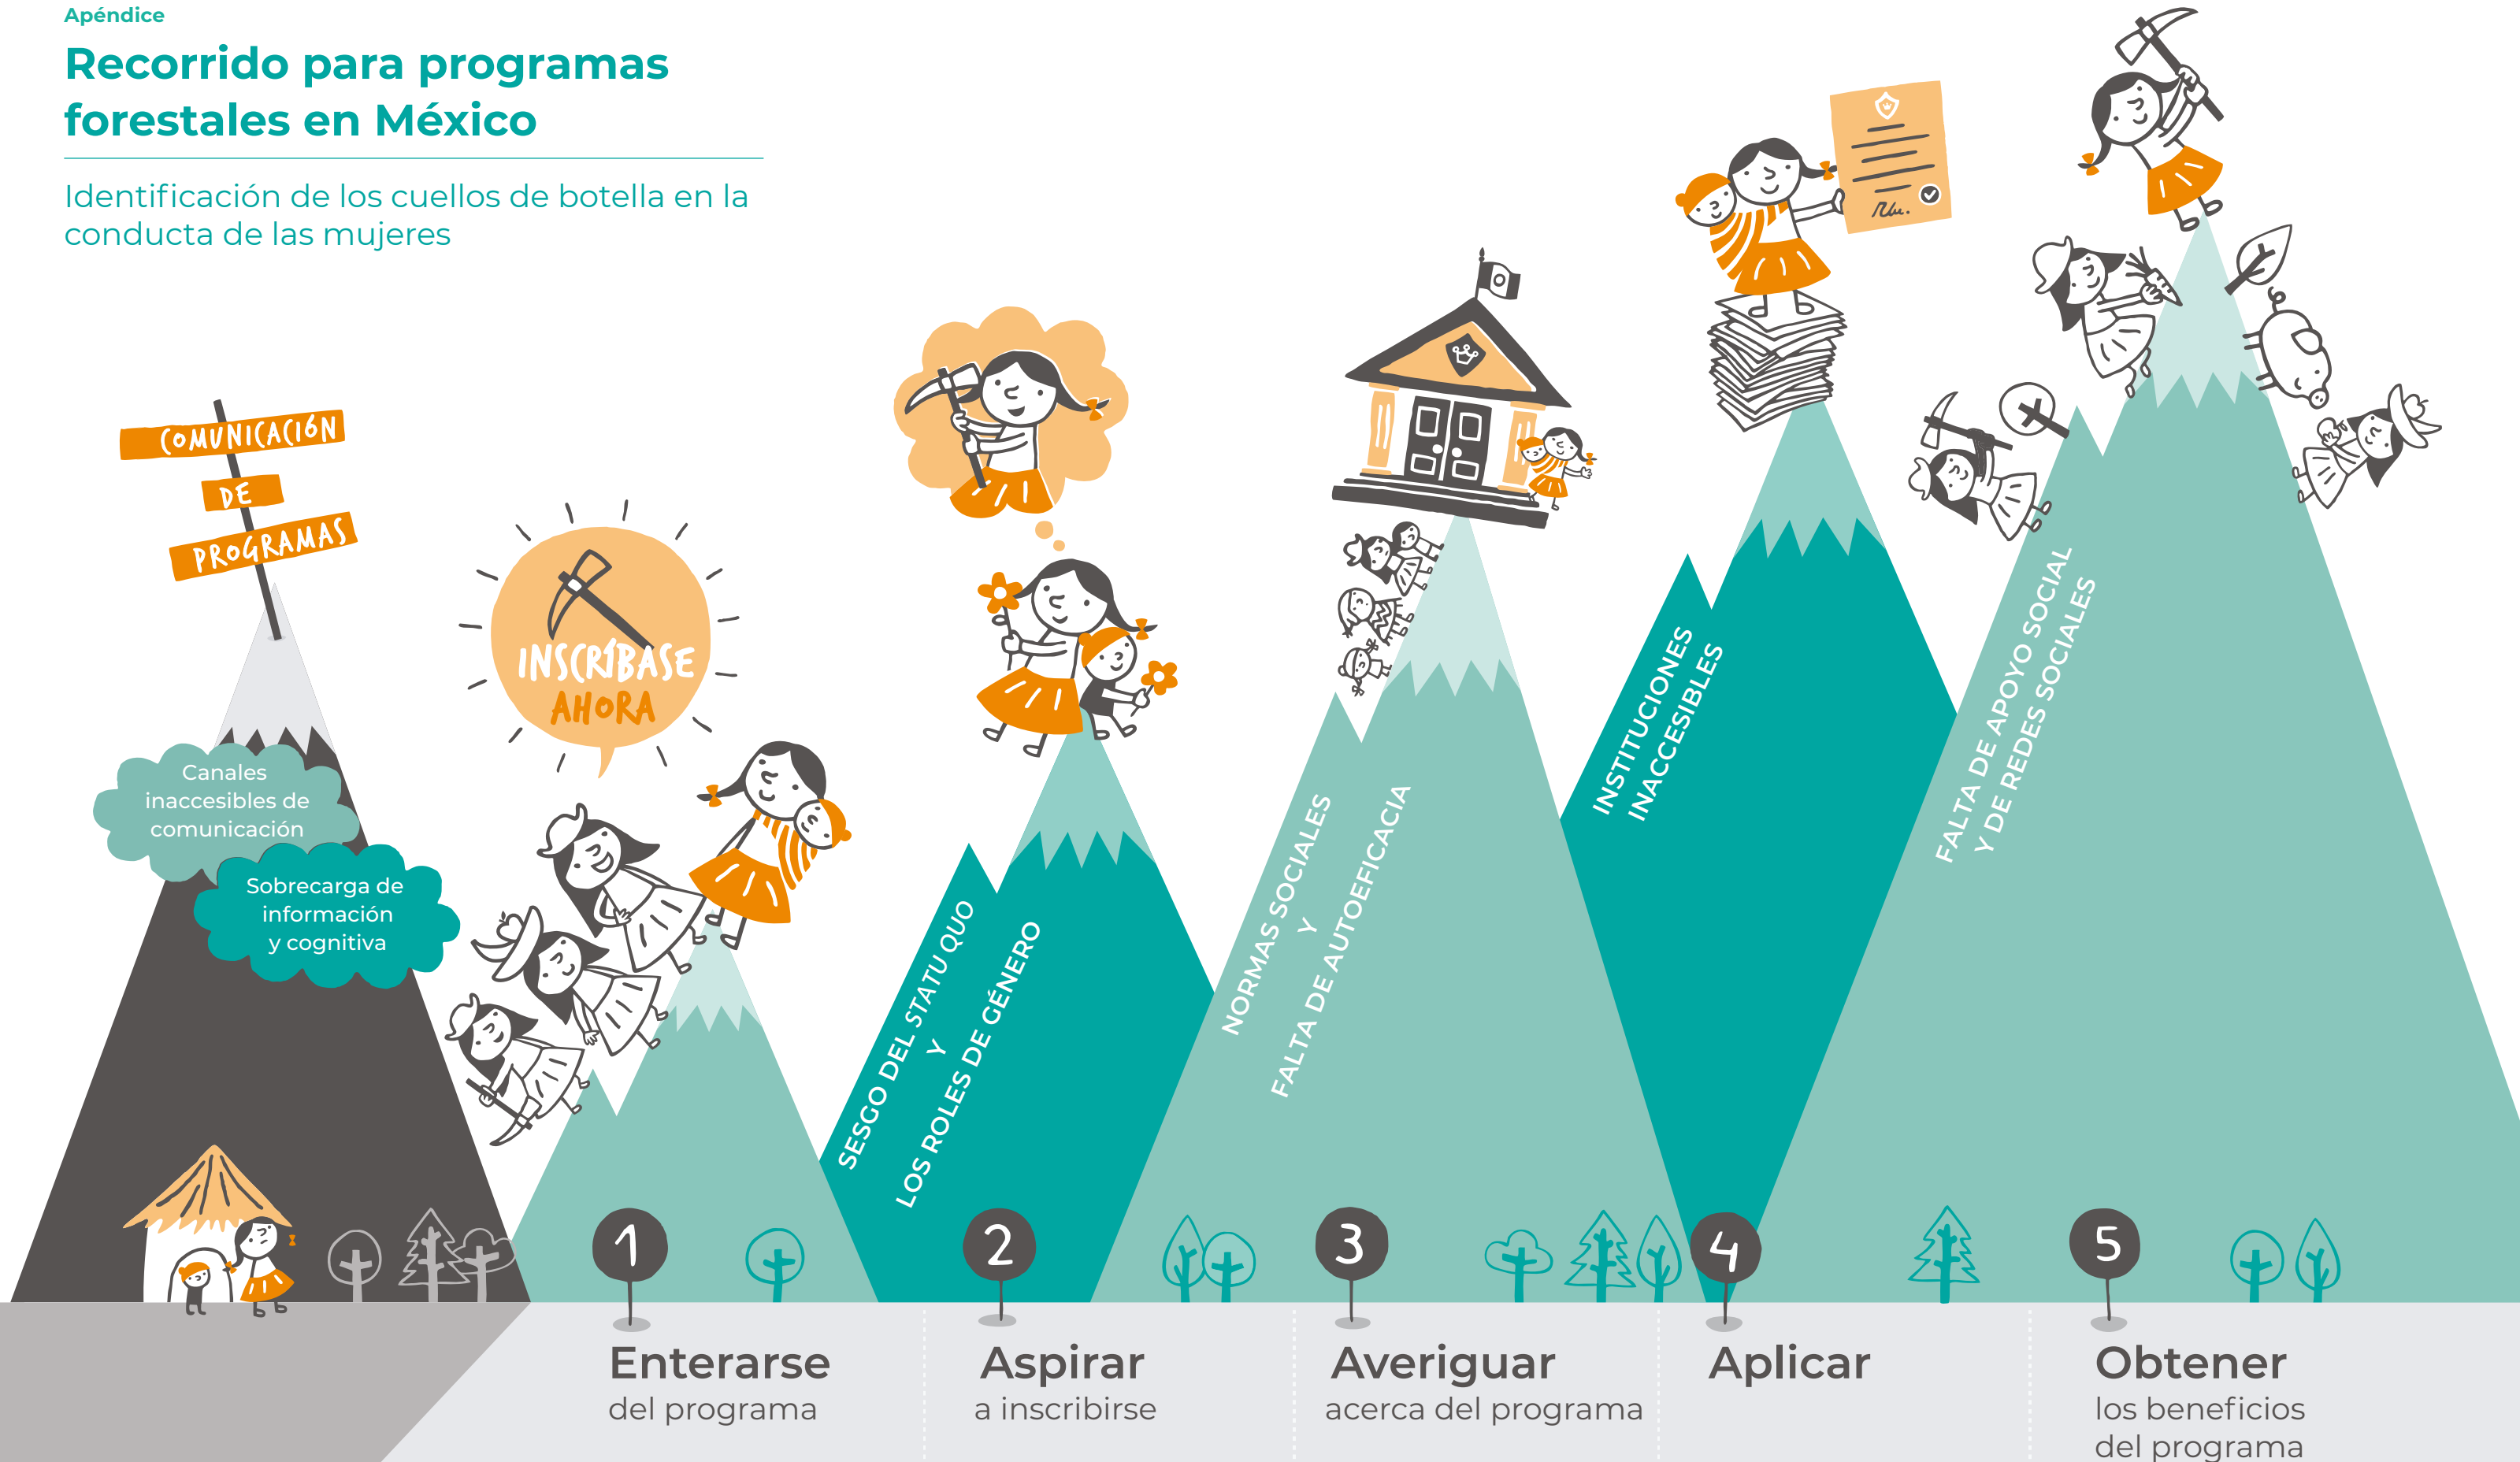 Apéndice
Recorrido para programas
forestales en México
Identificación de los cuellos de botella en la
conducta de las mujeres
COMUNICACIÓN
DE
PROGRAMAS
Canales
inaccesibles de
comunicación
Sobrecarga de
información
y cognitiva
INSCRÍBASE
AHORA
SESGO DEL STATU QUO
Y
LOS ROLES DE GÉNERO
NORMAS SOCIALES
Y
FALTA DE AUTOEFICACIA
INSTITUCIONES
INACCESIBLES
FALTA DE APOYO SOCIAL
Y DE REDES SOCIALES
1
Enterarse
del programa
2
Aspirar
a inscribirse
3
Averiguar
acerca del programa
4
Aplicar
5
Obtener
los beneficios
del programa